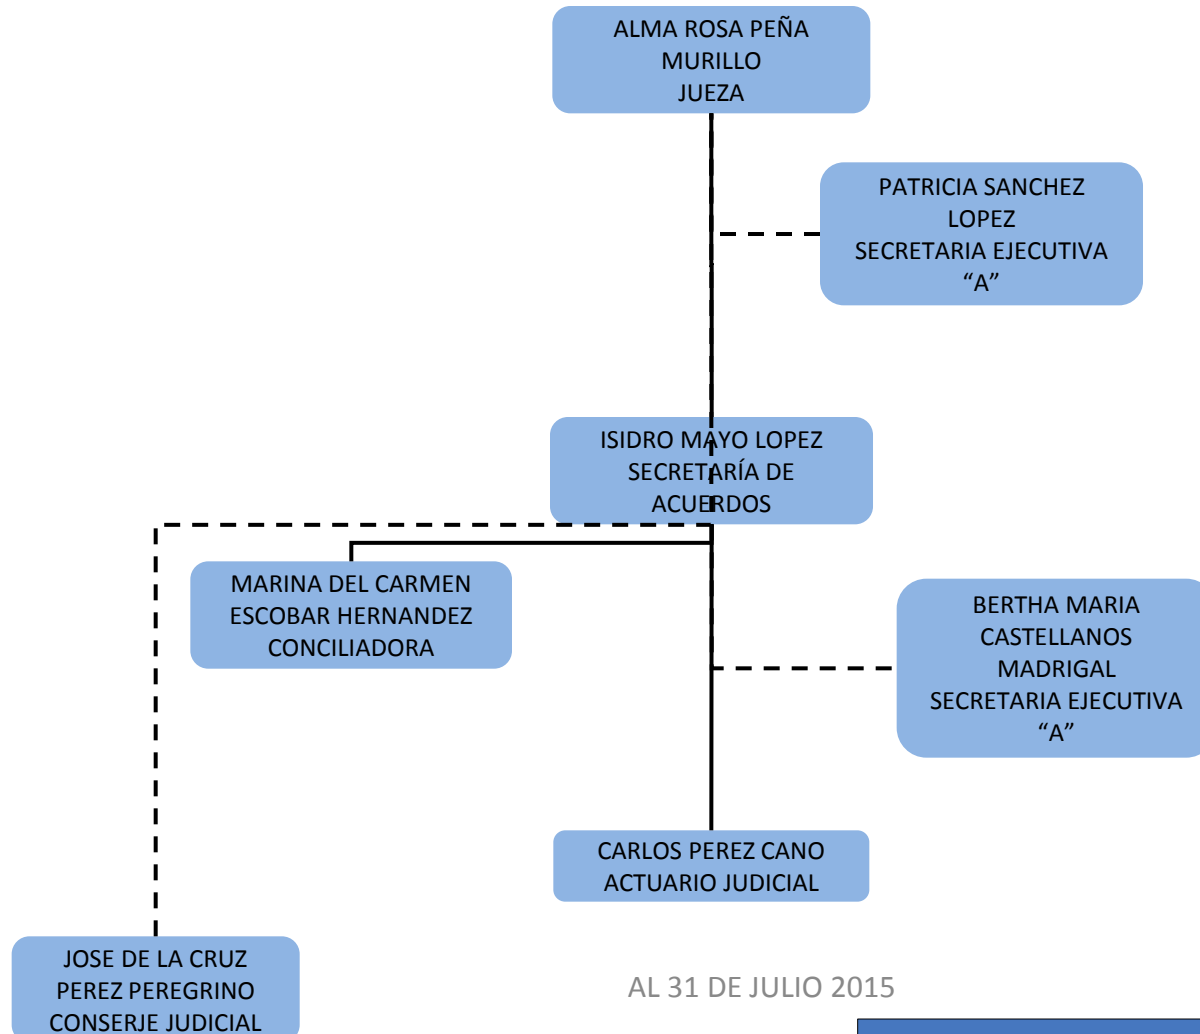 ALMA ROSA PEÑA
MURILLO
JUEZA
PATRICIA SANCHEZ
LOPEZ
SECRETARIA EJECUTIVA
“A”
ISIDRO MAYO LOPEZ
SECRETARÍA DE
ACUERDOS
MARINA DEL CARMEN
ESCOBAR HERNANDEZ
CONCILIADORA
BERTHA MARIA
CASTELLANOS
MADRIGAL
SECRETARIA EJECUTIVA
“A”
CARLOS PEREZ CANO
ACTUARIO JUDICIAL
JOSE DE LA CRUZ
PEREZ PEREGRINO
CONSERJE JUDICIAL
AL 31 DE JULIO 2015